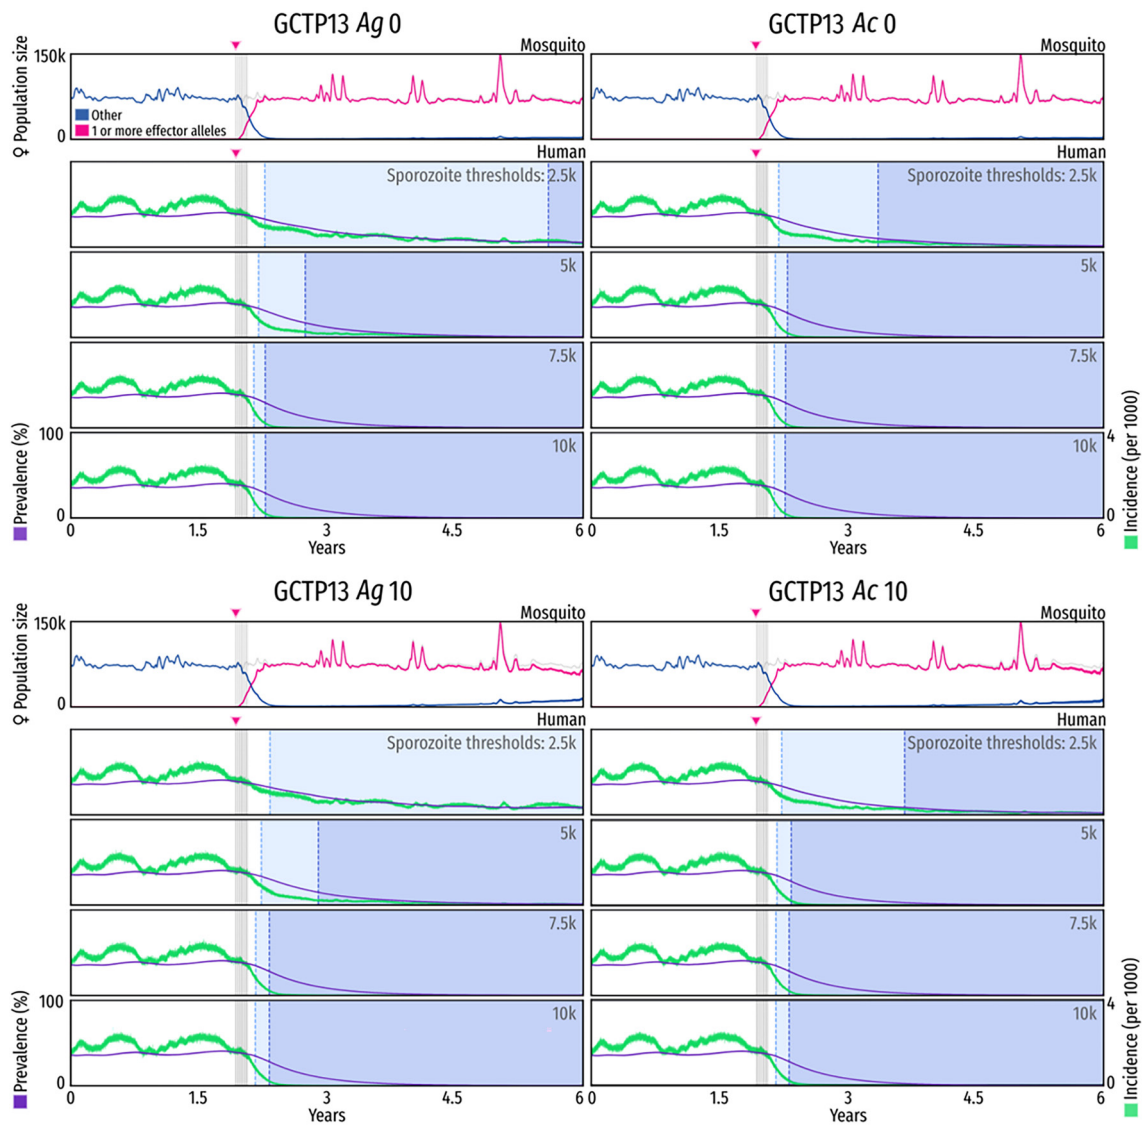 GCTP13 Ag 0
GCTP13 Ac 0
Mosquito
Mosquito
♀ Population size
150k
0
Other
1 or more effector alleles
Human
Human
Sporozoite thresholds: 2.5k
Sporozoite thresholds: 2.5k
5k
5k
7.5k
7.5k
10k
10k
Prevalence (%)
100
0
Incidence (per 1000)
4
0
0 1.5 3 4.5 6
0 1.5 3 4.5 6
Years
Years
GCTP13 Ag 10
GCTP13 Ac 10
Mosquito
Mosquito
♀ Population size
150k
0
Human
Human
Sporozoite thresholds: 2.5k
Sporozoite thresholds: 2.5k
5k
5k
7.5k
7.5k
10k
10k
Prevalence (%)
100
0
Incidence (per 1000)
4
0
0 1.5 3 4.5 6
0 1.5 3 4.5 6
Years
Years